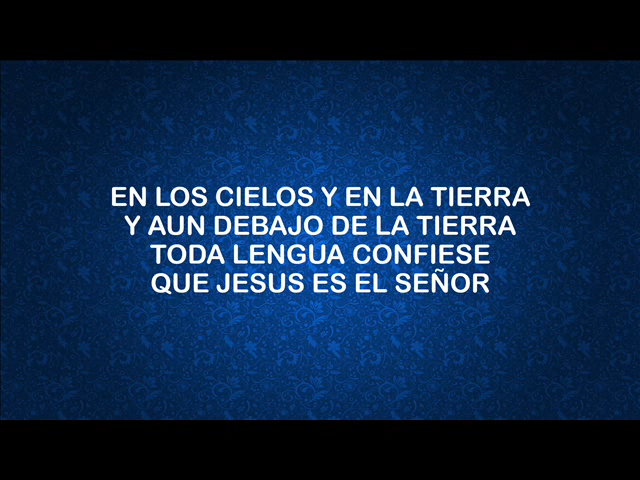 EN LOS CIELOS Y EN LA TIERRA
Y AUN DEBAJO DE LA TIERRA
TODA LENGUA CONFIESE
QUE JESUS ES EL SEÑOR